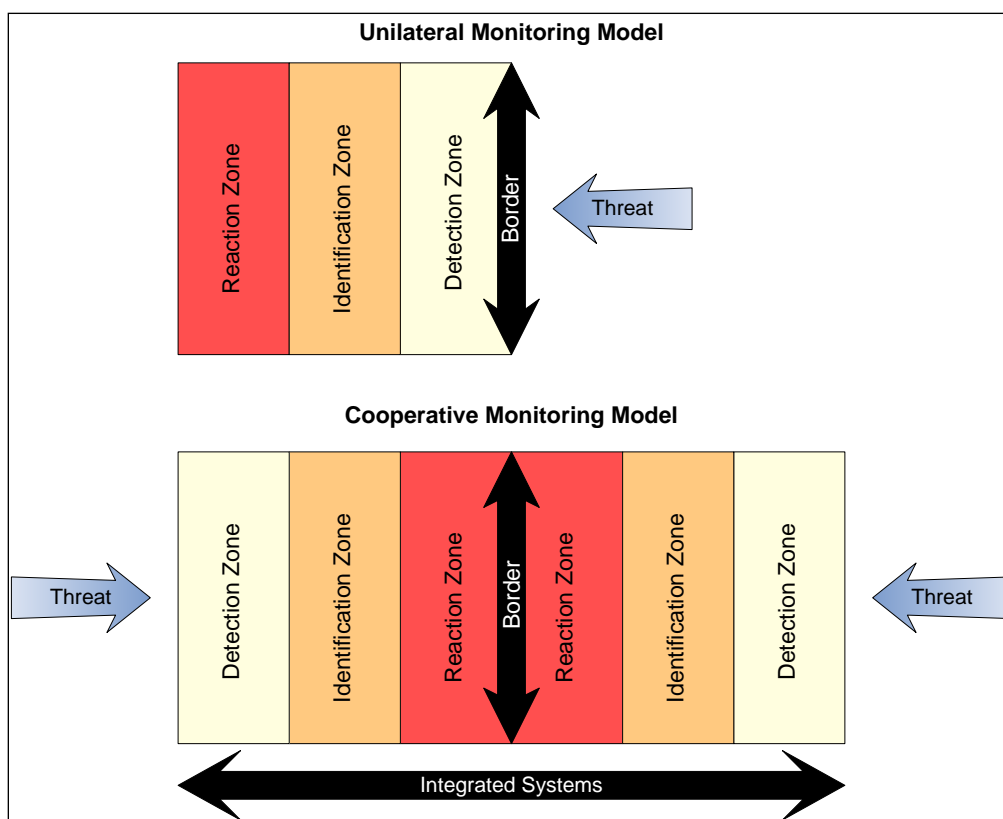 Unilateral Monitoring Model
Reaction Zone
Identification Zone
Detection Zone
Border
Threat
Cooperative Monitoring Model
Threat
Detection Zone
Identification Zone
Reaction Zone
Border
Reaction Zone
Identification Zone
Detection Zone
Threat
Integrated Systems